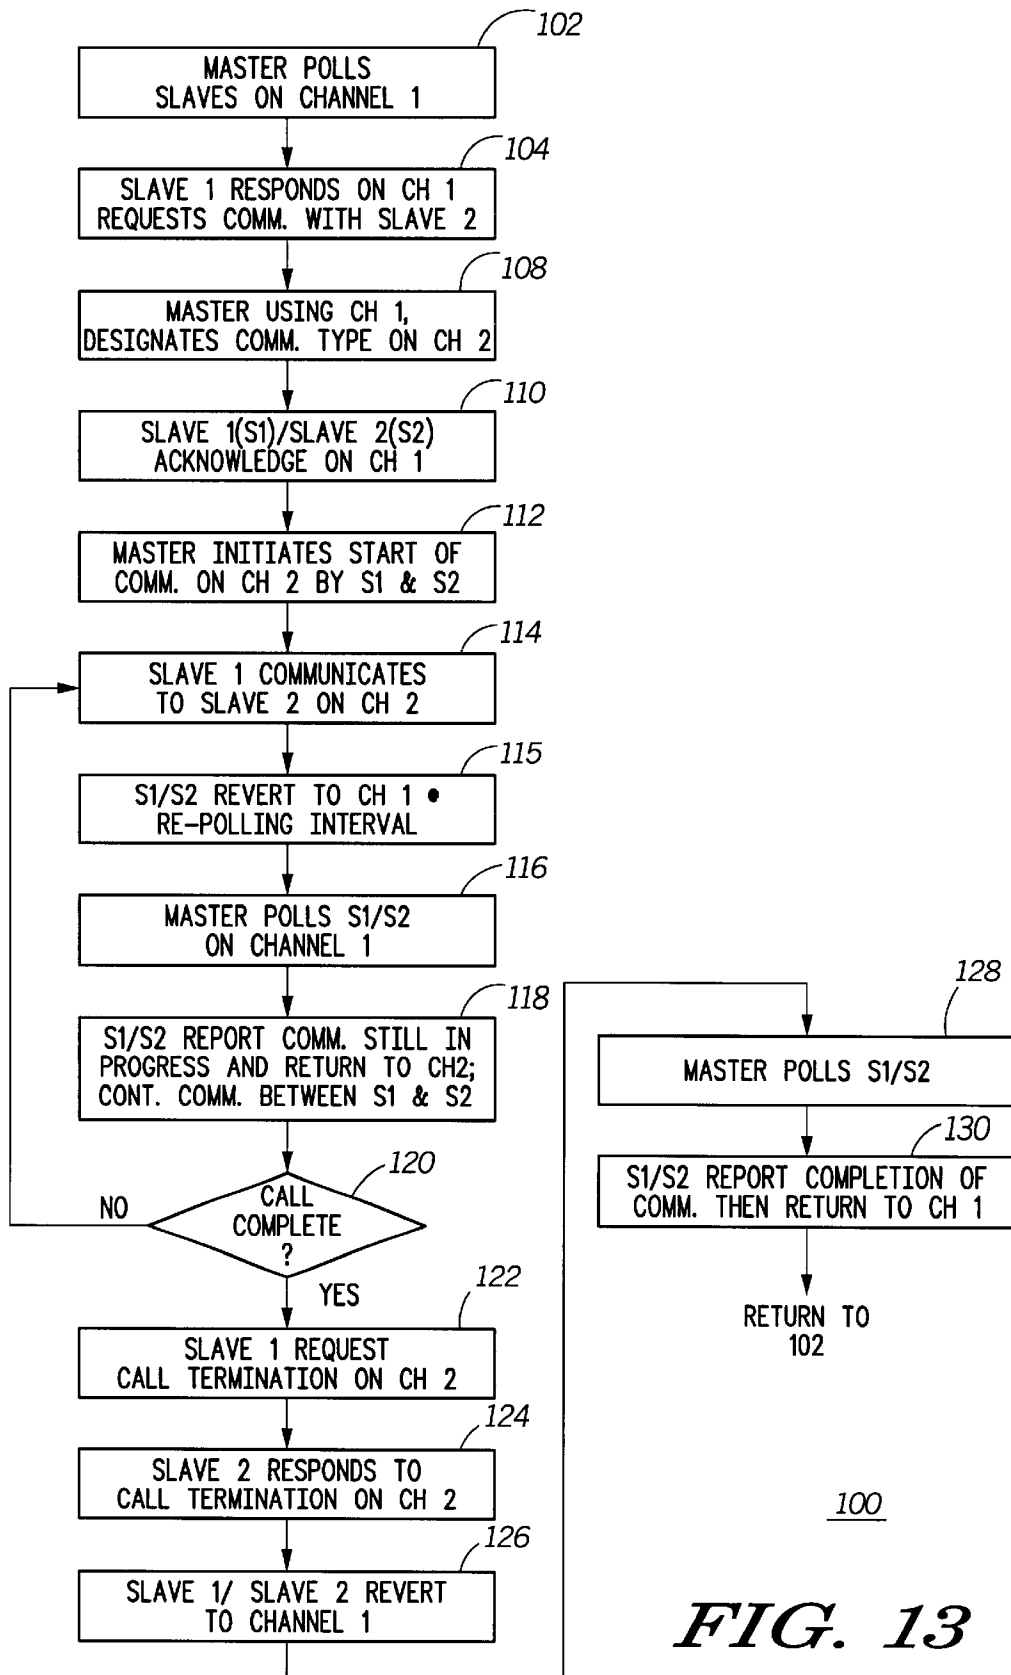 102
MASTER POLLS
SLAVES ON CHANNEL 1
104
SLAVE 1 RESPONDS ON CH 1
REQUESTS COMM. WITH SLAVE 2
108
MASTER USING CH 1,
DESIGNATES COMM. TYPE ON CH 2
110
SLAVE 1(S1)/SLAVE 2(S2)
ACKNOWLEDGE ON CH 1
112
MASTER INITIATES START OF
COMM. ON CH 2 BY S1 & S2
114
SLAVE 1 COMMUNICATES
TO SLAVE 2 ON CH 2
115
S1/S2 REVERT TO CH 1 •
RE-POLLING INTERVAL
116
MASTER POLLS S1/S2
ON CHANNEL 1
118
S1/S2 REPORT COMM. STILL IN
PROGRESS AND RETURN TO CH2;
CONT. COMM. BETWEEN S1 & S2
120
CALL
COMPLETE
?
NO
YES
122
SLAVE 1 REQUEST
CALL TERMINATION ON CH 2
124
SLAVE 2 RESPONDS TO
CALL TERMINATION ON CH 2
126
SLAVE 1/ SLAVE 2 REVERT
TO CHANNEL 1
128
MASTER POLLS S1/S2
130
S1/S2 REPORT COMPLETION OF
COMM. THEN RETURN TO CH 1
RETURN TO
102
100
FIG. 13